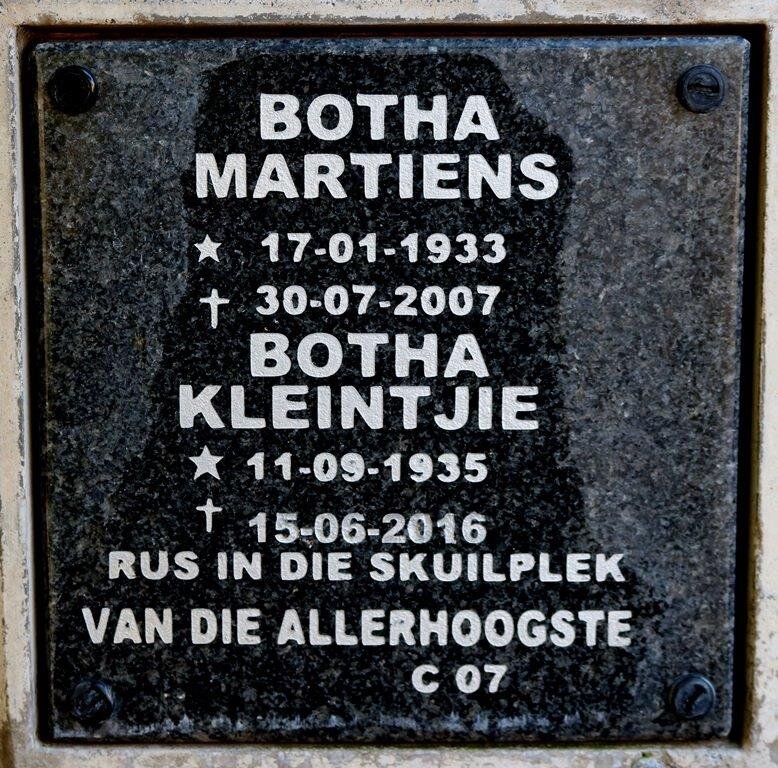 BOTHA
MARTIENS
★ 17-01-1933
✝ 30-07-2007
BOTHA
KLEINTJIE
★ 11-09-1935
✝ 15-06-2016
RUS IN DIE SKUILPLEK
VAN DIE ALLERHOOGSTE
C 07